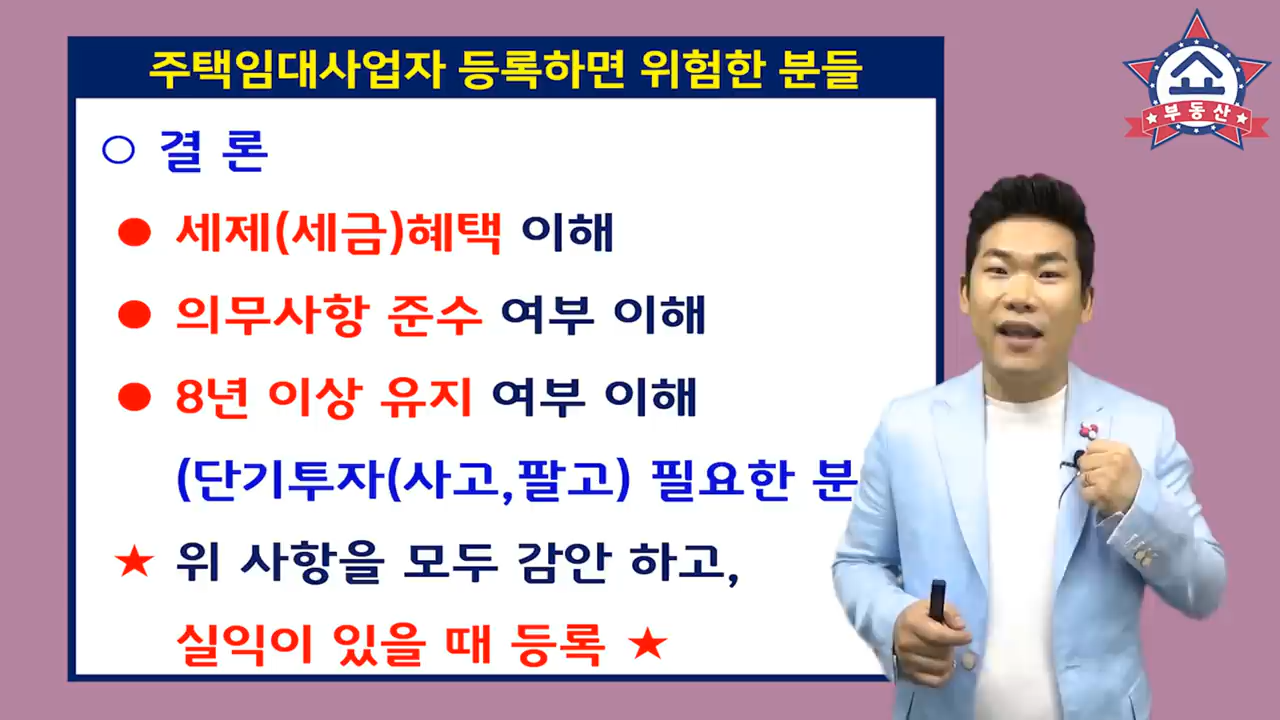 주택임대사업자 등록하면 위험한 분들
○ 결 론
● 세제(세금)혜택 이해
● 의무사항 준수 여부 이해
● 8년 이상 유지 여부 이해
(단기투자(사고,팔고) 필요한 분
★ 위 사항을 모두 감안 하고,
실익이 있을 때 등록 ★
쇼
부동산